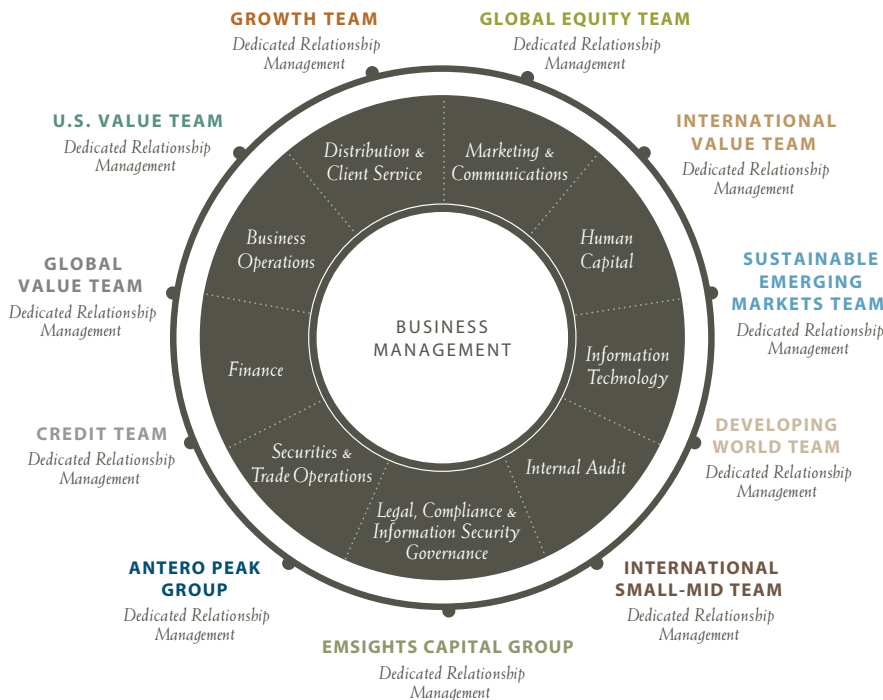 GROWTH TEAM
Dedicated Relationship
Management
GLOBAL EQUITY TEAM
Dedicated Relationship
Management
U.S. VALUE TEAM
Dedicated Relationship
Management
INTERNATIONAL
VALUE TEAM
Dedicated Relationship
Management
GLOBAL
VALUE TEAM
Dedicated Relationship
Management
SUSTAINABLE
EMERGING
MARKETS TEAM
Dedicated Relationship
Management
CREDIT TEAM
Dedicated Relationship
Management
DEVELOPING
WORLD TEAM
Dedicated Relationship
Management
ANTERO PEAK
GROUP
Dedicated Relationship
Management
INTERNATIONAL
SMALL-MID TEAM
Dedicated Relationship
Management
EMSIGHTS CAPITAL GROUP
Dedicated Relationship
Management
Distribution &
Client Service
Marketing &
Communications
Business
Operations
Human
Capital
Finance
Information
Technology
Securities &
Trade Operations
Internal Audit
Legal, Compliance &
Information Security
Governance
BUSINESS
MANAGEMENT